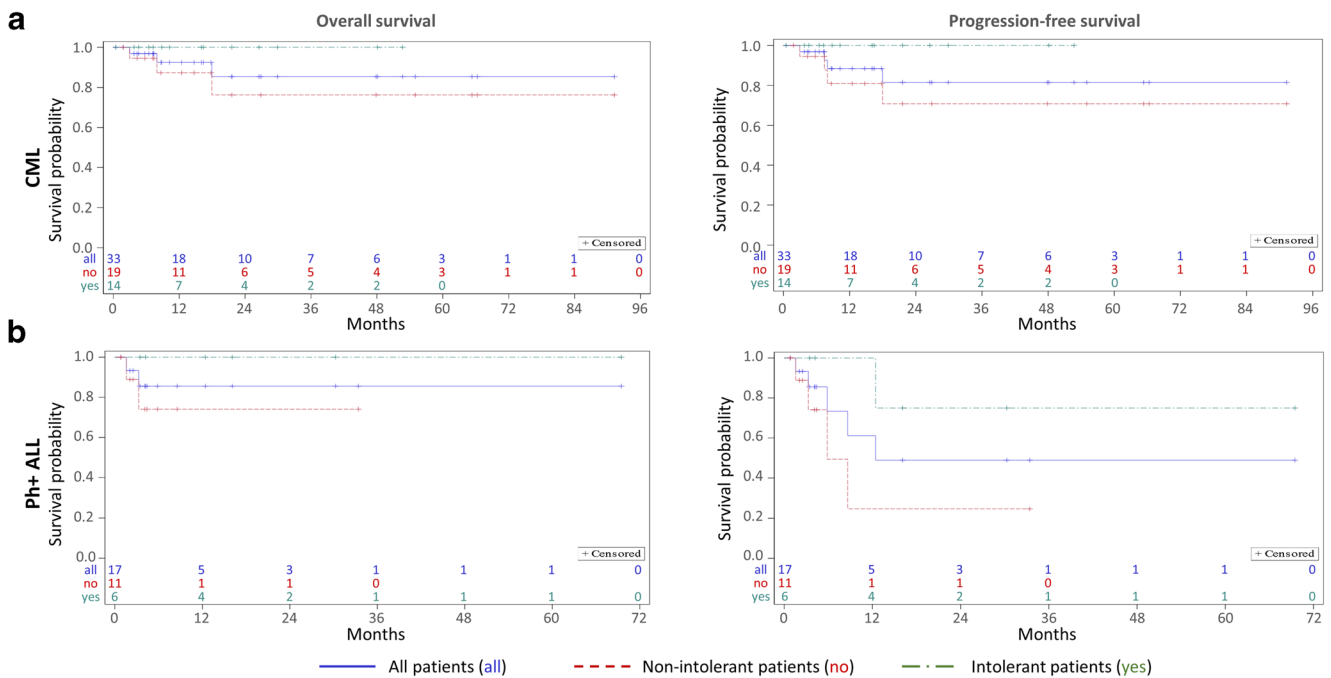 a
Overall survival
Progression-free survival
CML
Survival probability
1.0
0.8
0.6
0.4
0.2
0.0
+ Censored
all 33 18 10 7 6 3 1 1 0
no 19 11 6 5 4 3 1 1 0
yes 14 7 4 2 2 0
0 12 24 36 48 60 72 84 96
Months
Survival probability
1.0
0.8
0.6
0.4
0.2
0.0
+ Censored
all 33 18 10 7 6 3 1 1 0
no 19 11 6 5 4 3 1 1 0
yes 14 7 4 2 2 0
0 12 24 36 48 60 72 84 96
Months
b
Ph+ ALL
Survival probability
1.0
0.8
0.6
0.4
0.2
0.0
+ Censored
all 17 5 3 1 1 1 0
no 11 1 1 0
yes 6 4 2 1 1 1 0
0 12 24 36 48 60 72
Months
Survival probability
1.0
0.8
0.6
0.4
0.2
0.0
+ Censored
all 17 5 3 1 1 1 0
no 11 1 1 0
yes 6 4 2 1 1 1 0
0 12 24 36 48 60 72
Months
All patients (all)
Non-intolerant patients (no)
Intolerant patients (yes)